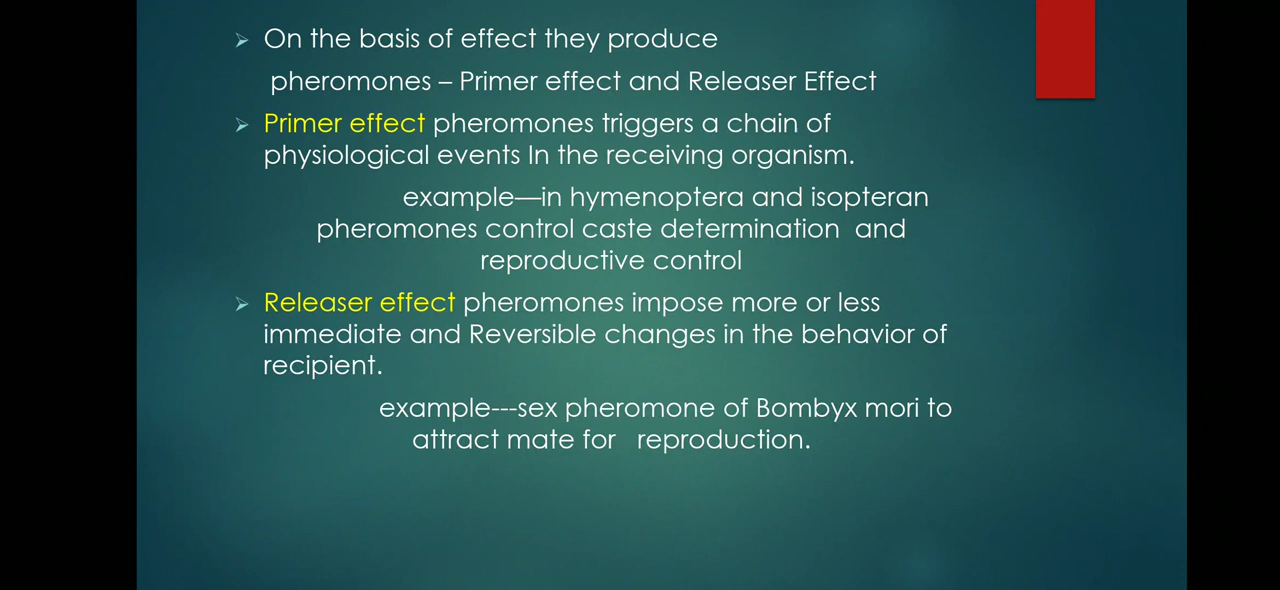 On the basis of effect they produce
pheromones – Primer effect and Releaser Effect
Primer effect pheromones triggers a chain of
physiological events In the receiving organism.
example—in hymenoptera and isopteran
pheromones control caste determination and
reproductive control
Releaser effect pheromones impose more or less
immediate and Reversible changes in the behavior of
recipient.
example---sex pheromone of Bombyx mori to
attract mate for reproduction.